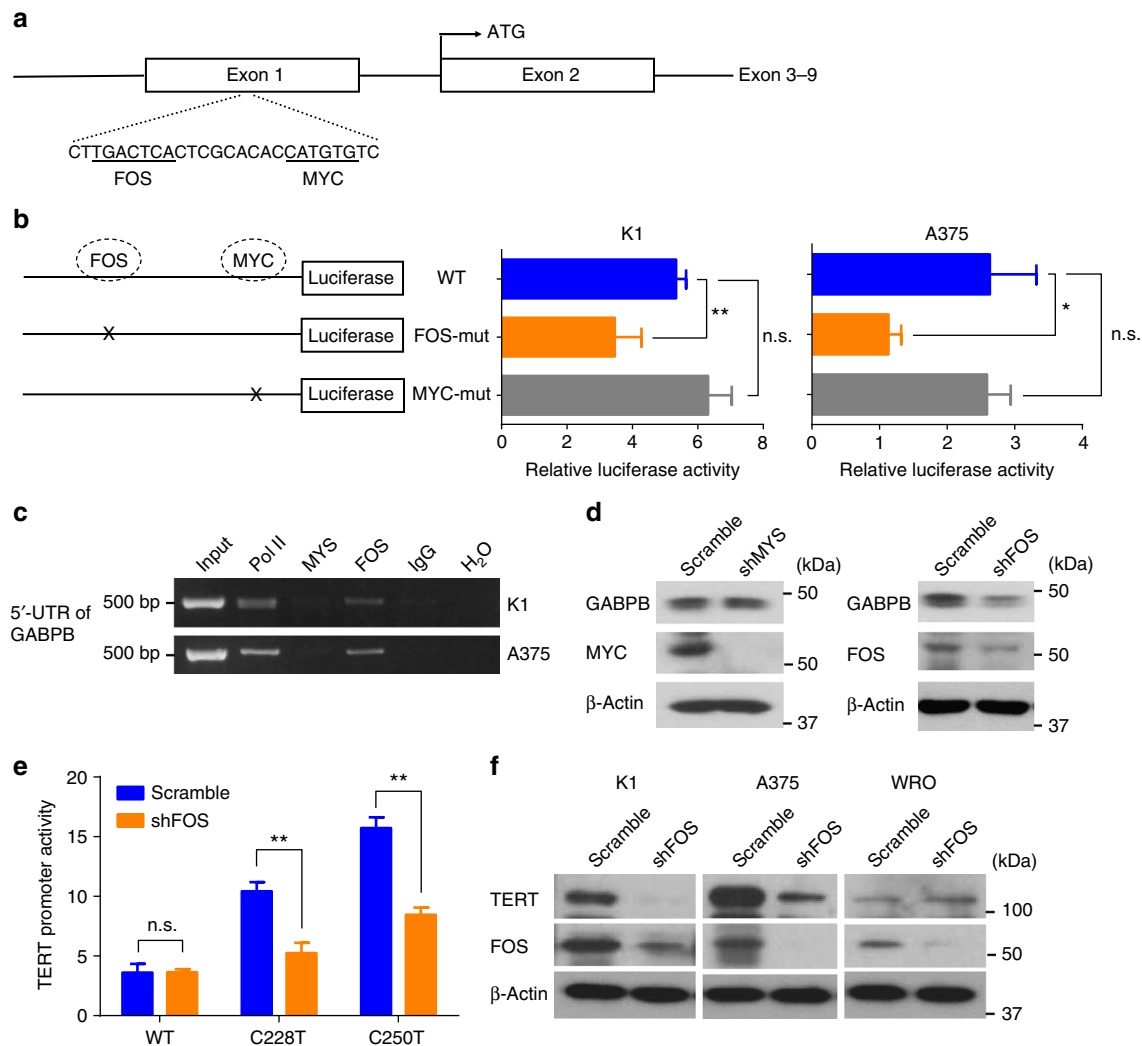 a
ATG
Exon 1
Exon 2
Exon 3–9
CTTGACTCACTCGCACACCATGTGTC
FOS
MYC
b
FOS
MYC
Luciferase
X
Luciferase
X
Luciferase
WT
FOS-mut
MYC-mut
K1
**
n.s.
0 2 4 6 8
Relative luciferase activity
A375
*
n.s.
0 1 2 3 4
Relative luciferase activity
c
Input Pol II MYS FOS IgG H₂O
5′-UTR of
GABPB
500 bp
K1
500 bp
A375
d
Scramble shMYS (kDa)
GABPB
50
MYC
50
β-Actin
37
Scramble shFOS (kDa)
GABPB
50
FOS
50
β-Actin
37
e
TERT promoter activity
20
15
10
5
0
Scramble
shFOS
n.s.
**
**
WT C228T C250T
f
K1 A375 WRO
Scramble shFOS Scramble shFOS Scramble shFOS (kDa)
TERT
100
FOS
50
β-Actin
37